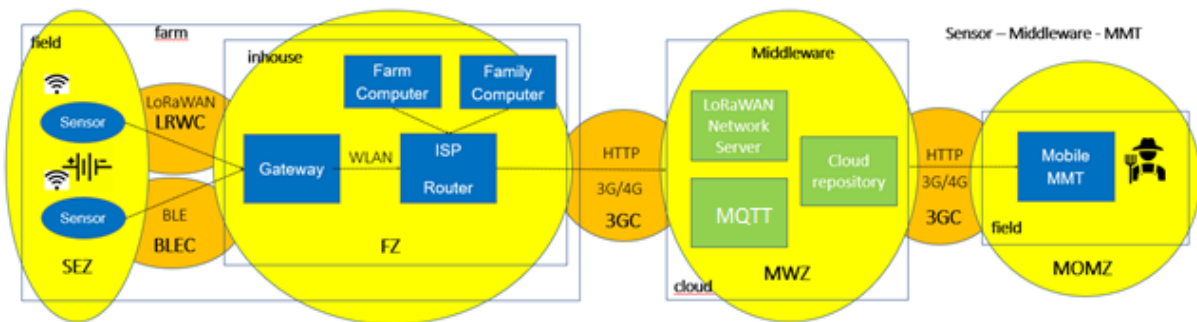 farm
field
inhouse
Middleware
Sensor – Middleware - MMT
Farm
Computer
Family
Computer
LoRaWAN
LRWC
LoRaWAN
Network
Server
Sensor
Gateway
WLAN
ISP
Router
HTTP
3G/4G
3GC
Cloud
repository
HTTP
3G/4G
3GC
Mobile
MMT
Sensor
BLE
BLEC
MQTT
field
SEZ
FZ
MWZ
MOMZ
cloud